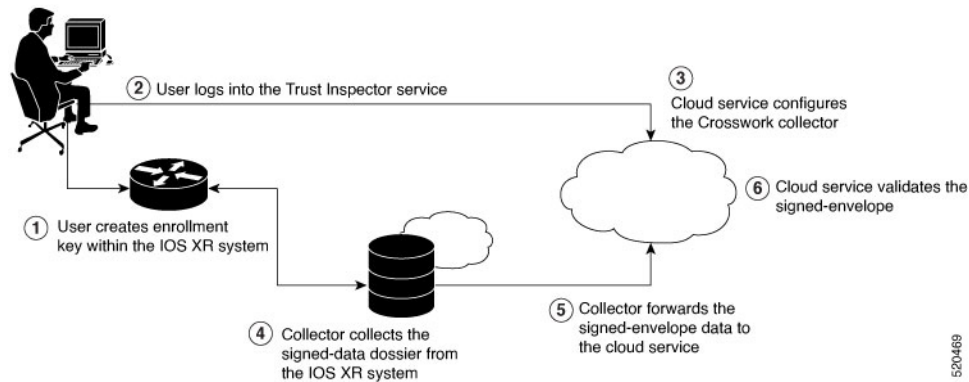 2 User logs into the Trust Inspector service
3
Cloud service configures
the Crosswork collector
6 Cloud service validates the
signed-envelope
1 User creates enrollment
key within the IOS XR system
5 Collector forwards the
signed-envelope data to
the cloud service
4 Collector collects the
signed-data dossier from
the IOS XR system
520469